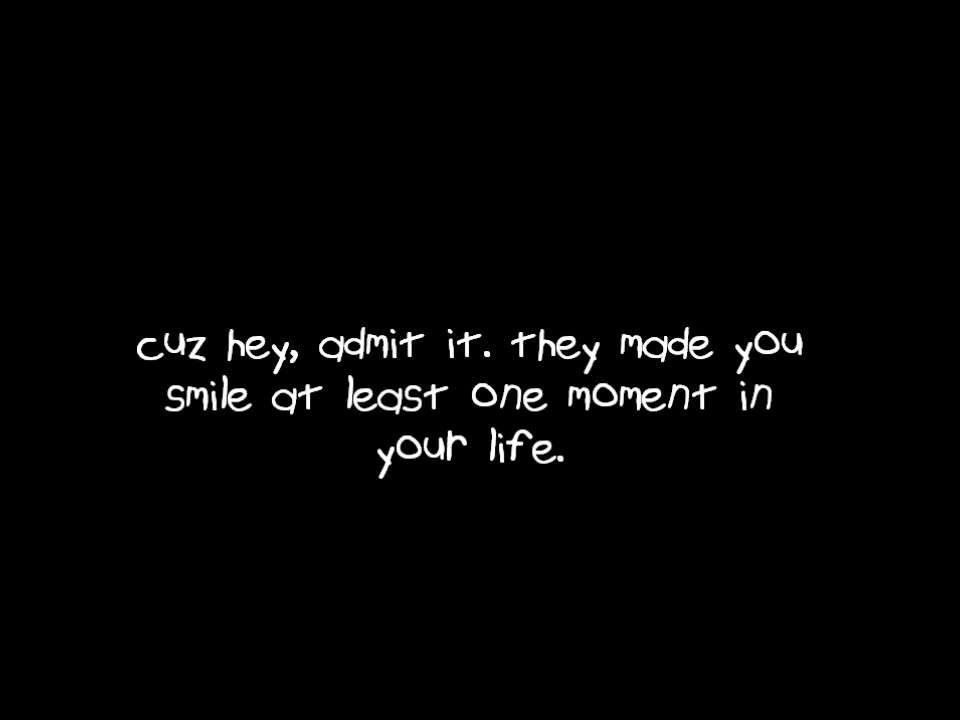 cuz hey, admit it. they made you
smile at least one moment in
your life.